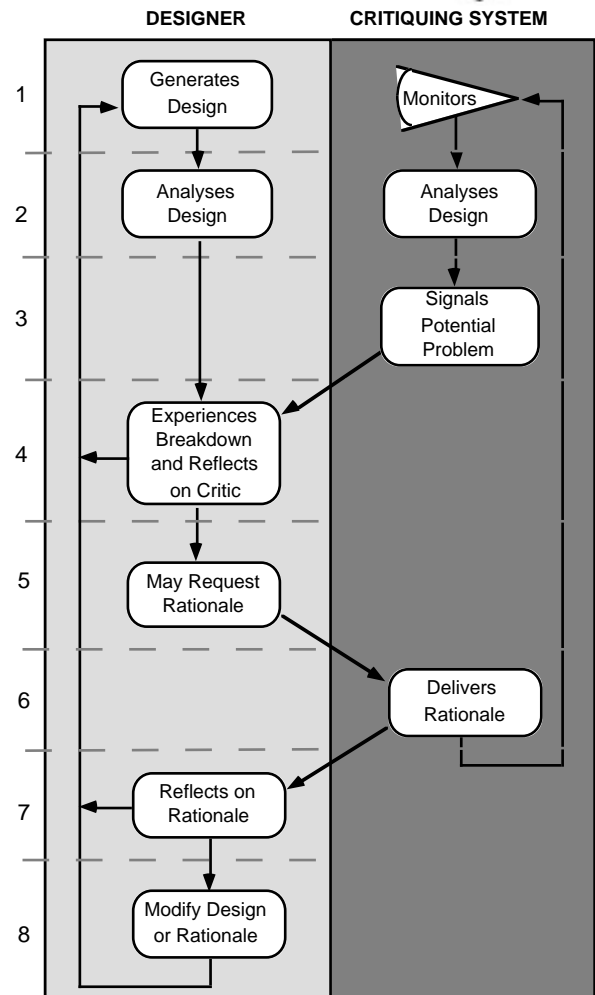 DESIGNER
CRITIQUING SYSTEM
1
Generates
Design
Monitors
2
Analyses
Design
Analyses
Design
3
Signals
Potential
Problem
4
Experiences
Breakdown
and Reflects
on Critic
5
May Request
Rationale
6
Delivers
Rationale
7
Reflects on
Rationale
8
Modify Design
or Rationale